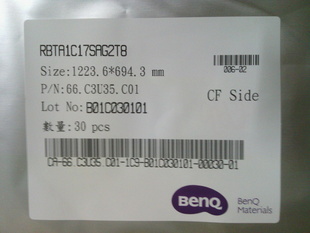 RBTA1C17SAG2T8
006-02
Size:1223.6*694.3 mm
P/N:66.C3U35.C01
CF Side
Lot No:B01C030101
數量:30 pcs
CA-66.C3U35.C01-1C9-B01C030101-00030-01
BenQ
BenQ
Materials